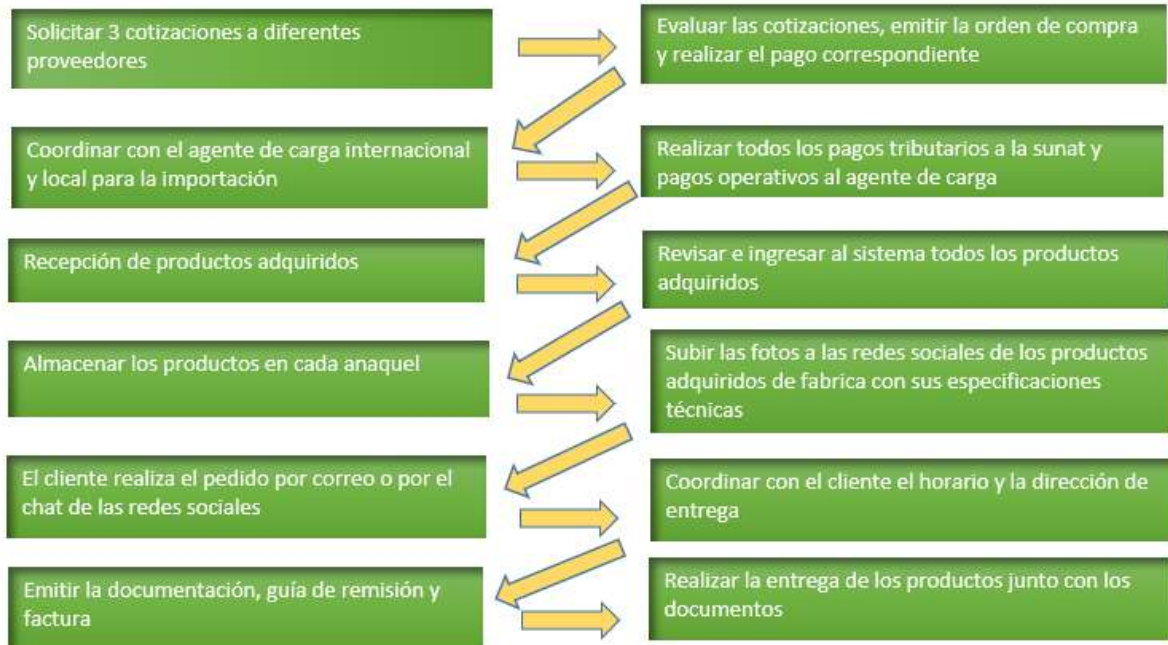 Solicitar 3 cotizaciones a diferentes
proveedores
Evaluar las cotizaciones, emitir la orden de compra
y realizar el pago correspondiente
Coordinar con el agente de carga internacional
y local para la importación
Realizar todos los pagos tributarios a la sunat y
pagos operativos al agente de carga
Recepción de productos adquiridos
Revisar e ingresar al sistema todos los productos
adquiridos
Almacenar los productos en cada anaquel
Subir las fotos a las redes sociales de los productos
adquiridos de fabrica con sus especificaciones
técnicas
El cliente realiza el pedido por correo o por el
chat de las redes sociales
Coordinar con el cliente el horario y la dirección de
entrega
Emitir la documentación, guía de remisión y
factura
Realizar la entrega de los productos junto con los
documentos